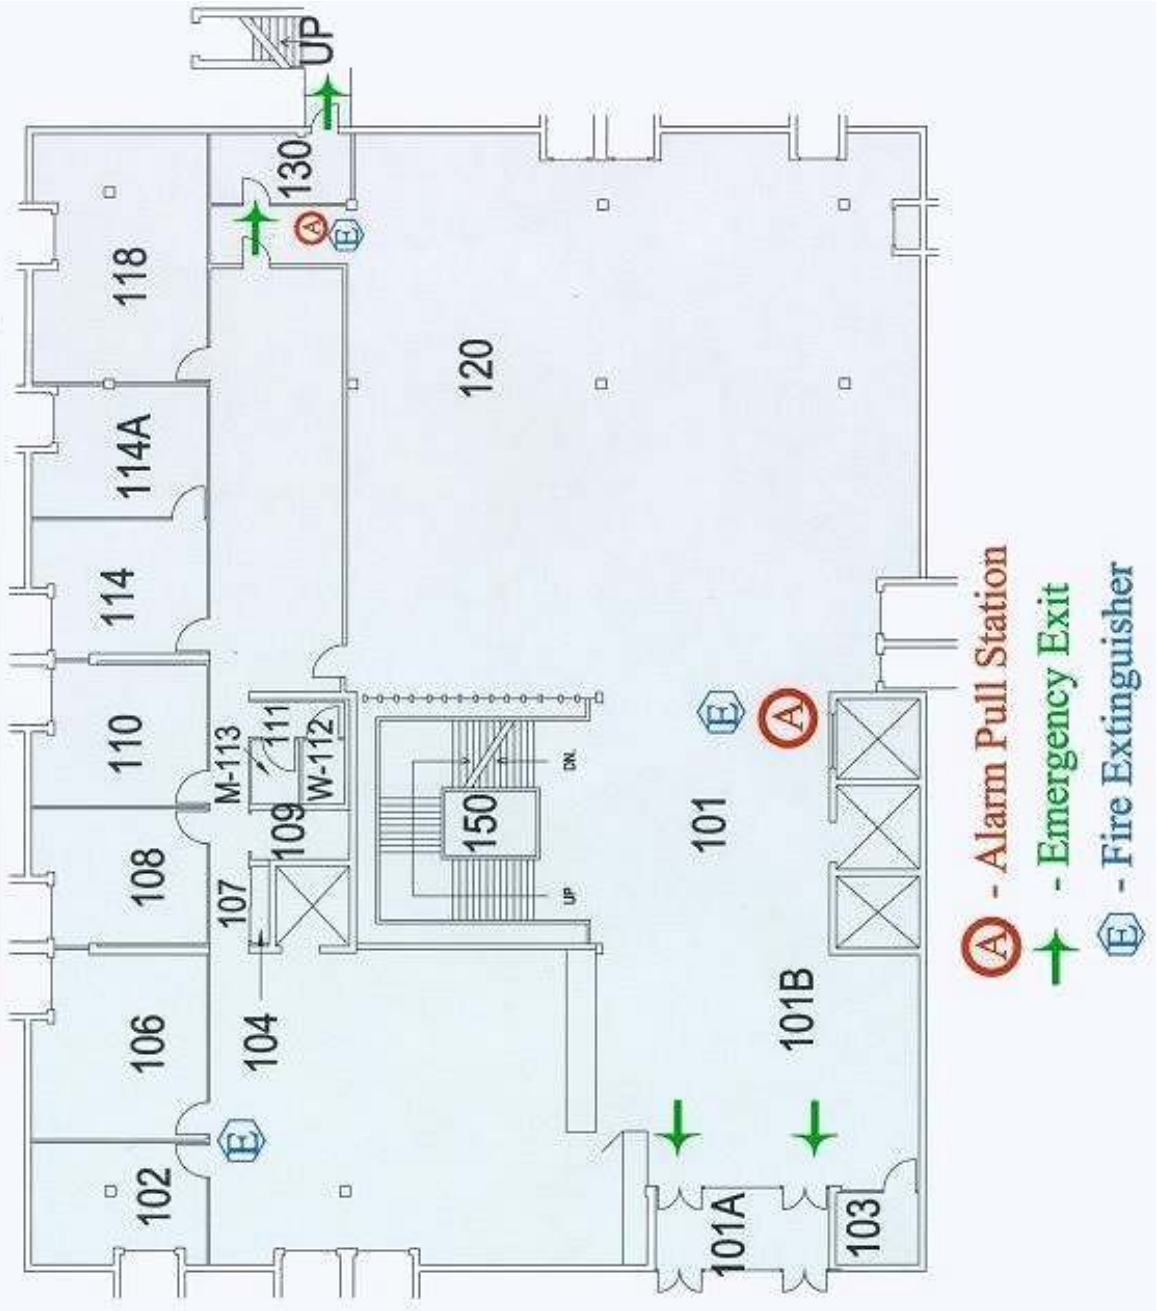 102
106
108
110
114
114A
118
E
107
M-113
104
109
111
130
UP
W-112
A
E
150
120
UP
DN.
101
E
101A
A
101B
103
A - Alarm Pull Station
- Emergency Exit
E - Fire Extinguisher